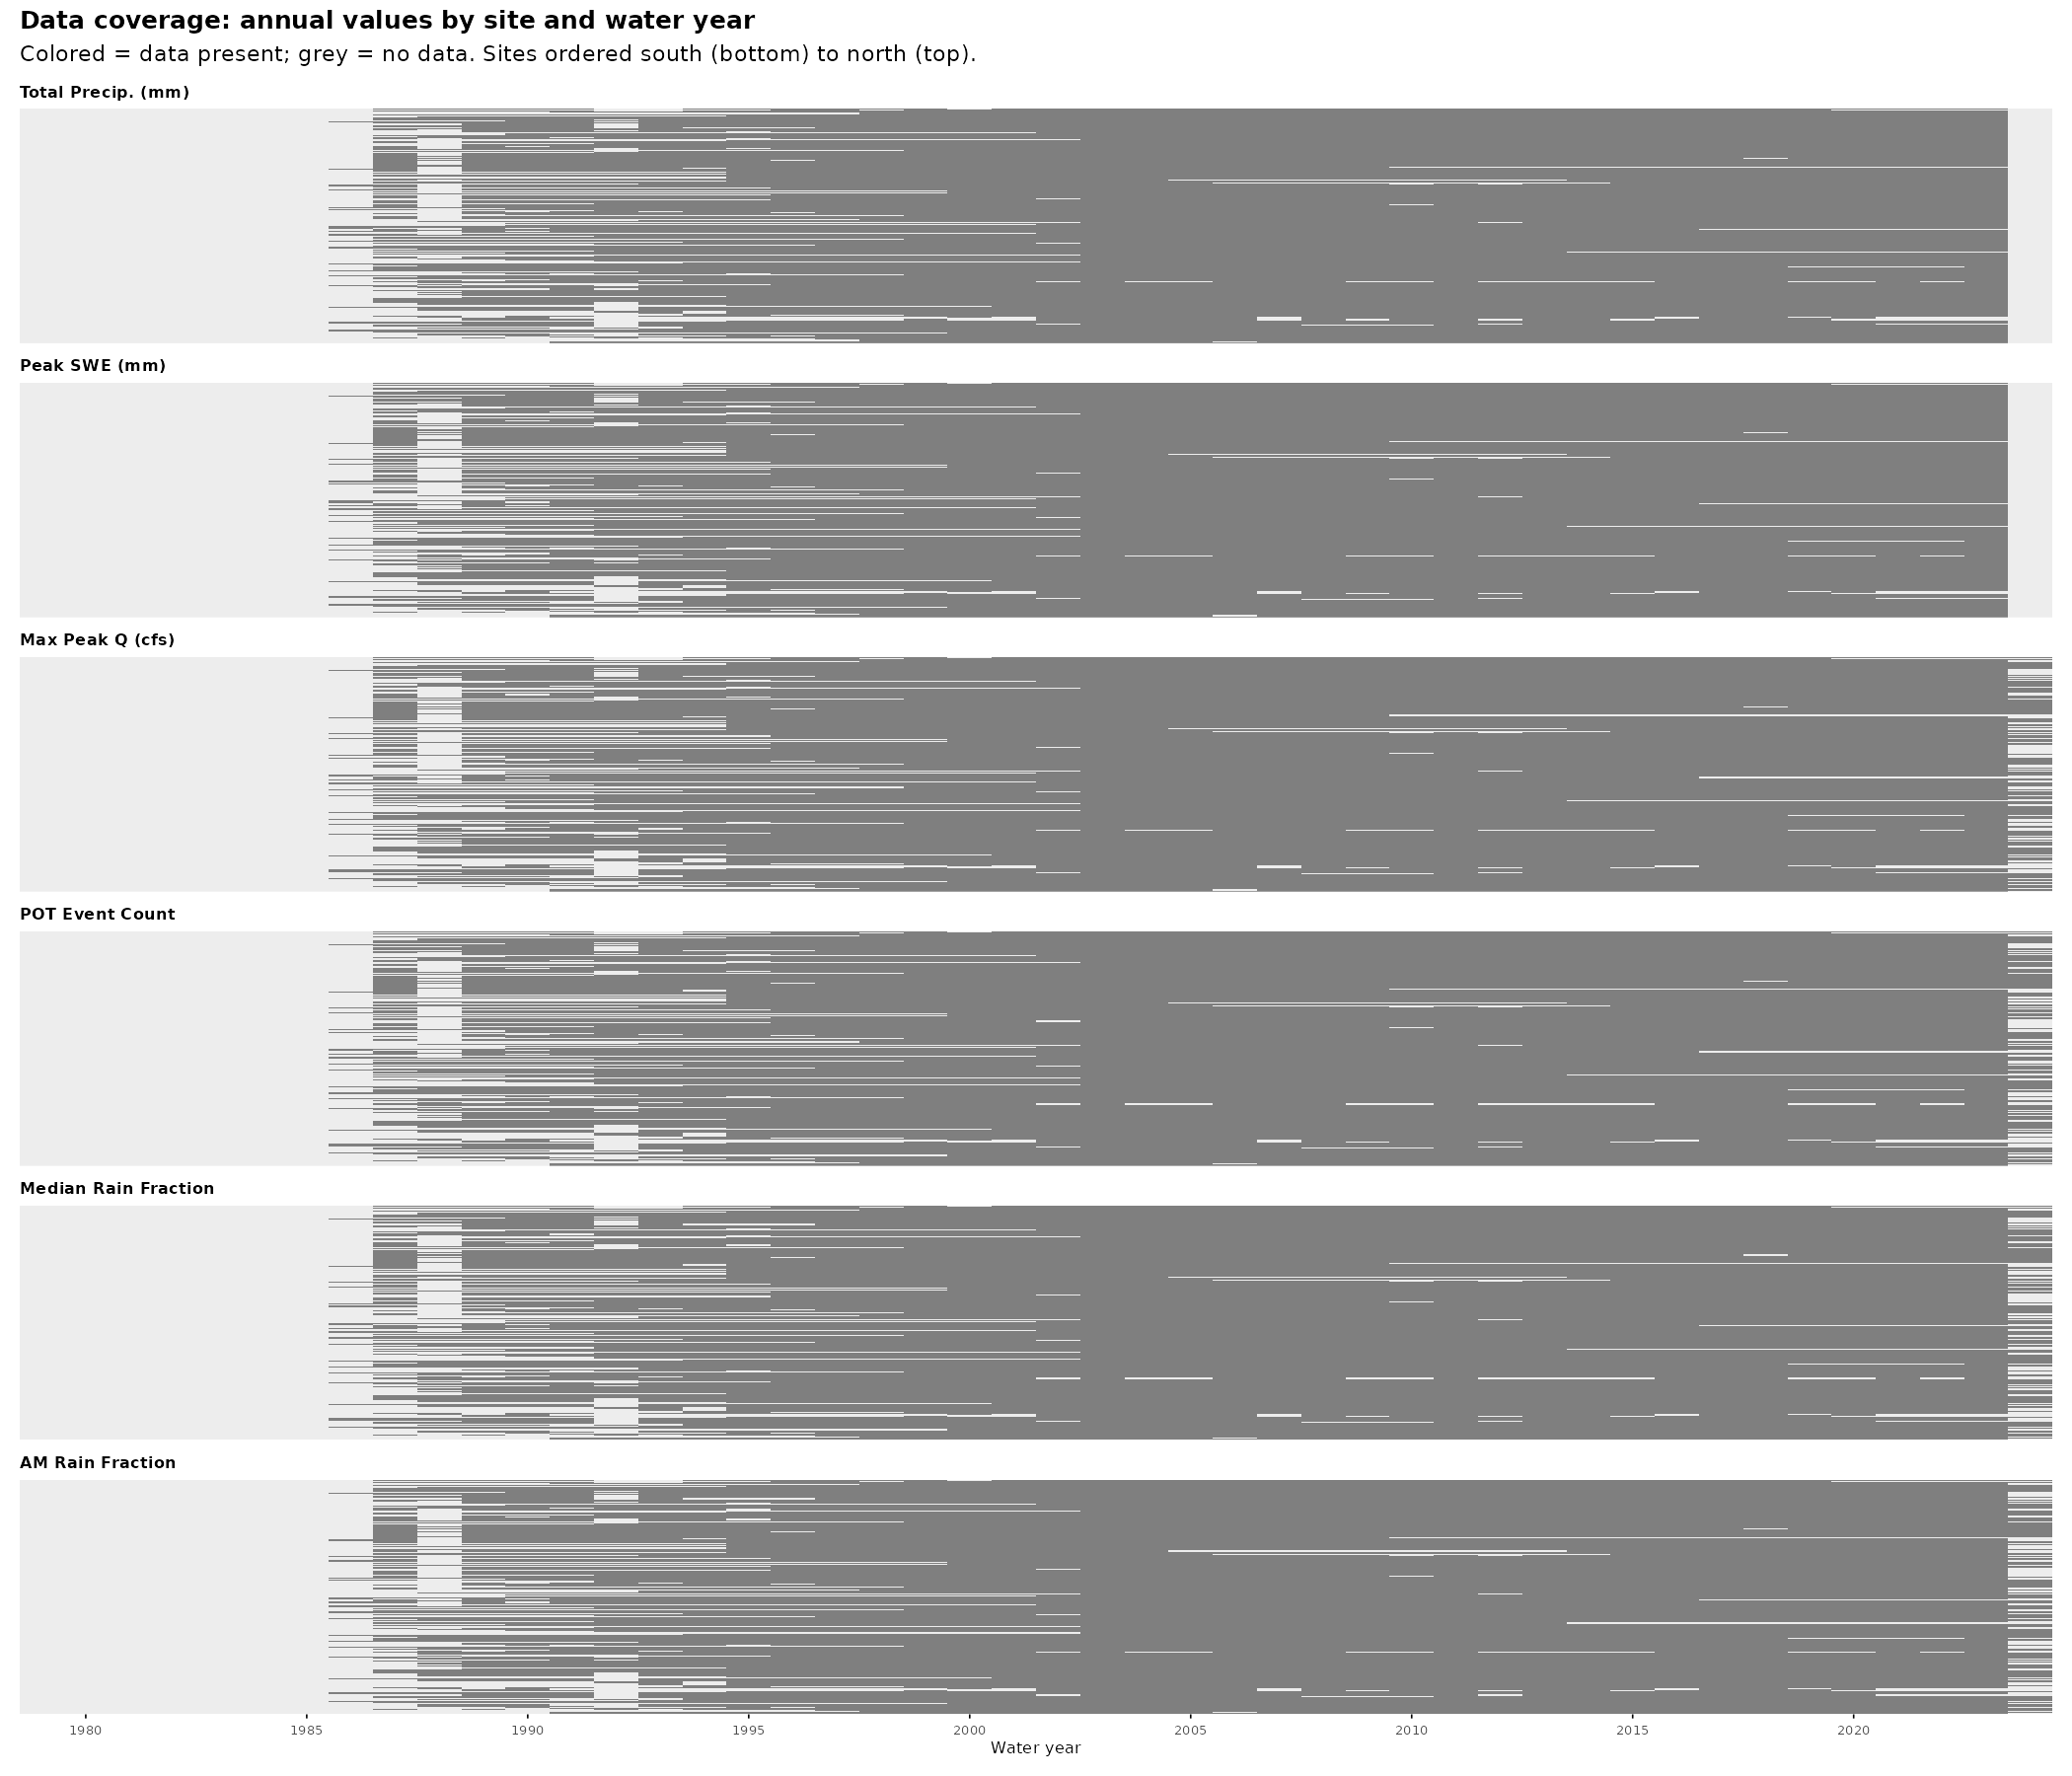 Data coverage: annual values by site and water year
Colored = data present; grey = no data. Sites ordered south (bottom) to north (top).
Total Precip. (mm)
Peak SWE (mm)
Max Peak Q (cfs)
POT Event Count
Median Rain Fraction
AM Rain Fraction
1980 1985 1990 1995 2000 2005 2010 2015 2020
Water year